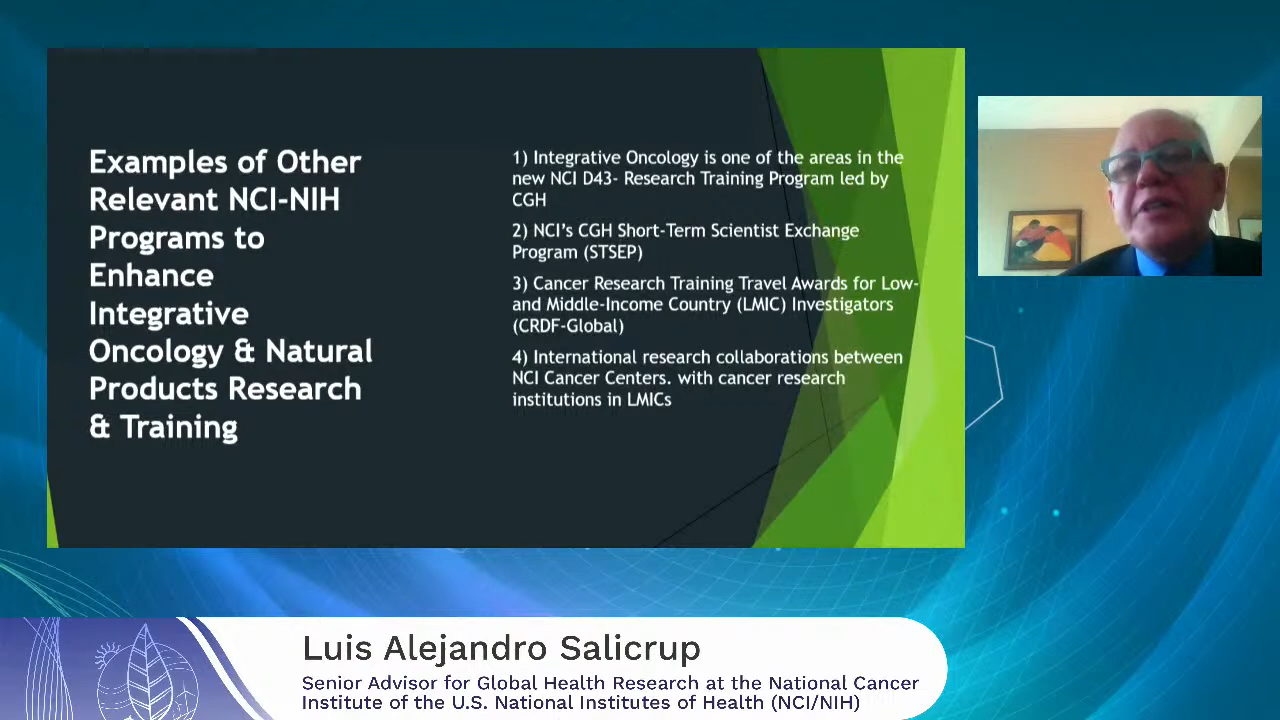 Examples of Other
Relevant NCI-NIH
Programs to
Enhance
Integrative
Oncology & Natural
Products Research
& Training
1) Integrative Oncology is one of the areas in the
new NCI D43- Research Training Program led by
CGH
2) NCI's CGH Short-Term Scientist Exchange
Program (STSEP)
3) Cancer Research Training Travel Awards for Low-
and Middle-Income Country (LMIC) Investigators
(CRDF-Global)
4) International research collaborations between
NCI Cancer Centers. with cancer research
institutions in LMICs
Luis Alejandro Salicrup
Senior Advisor for Global Health Research at the National Cancer
Institute of the U.S. National Institutes of Health (NCI/NIH)